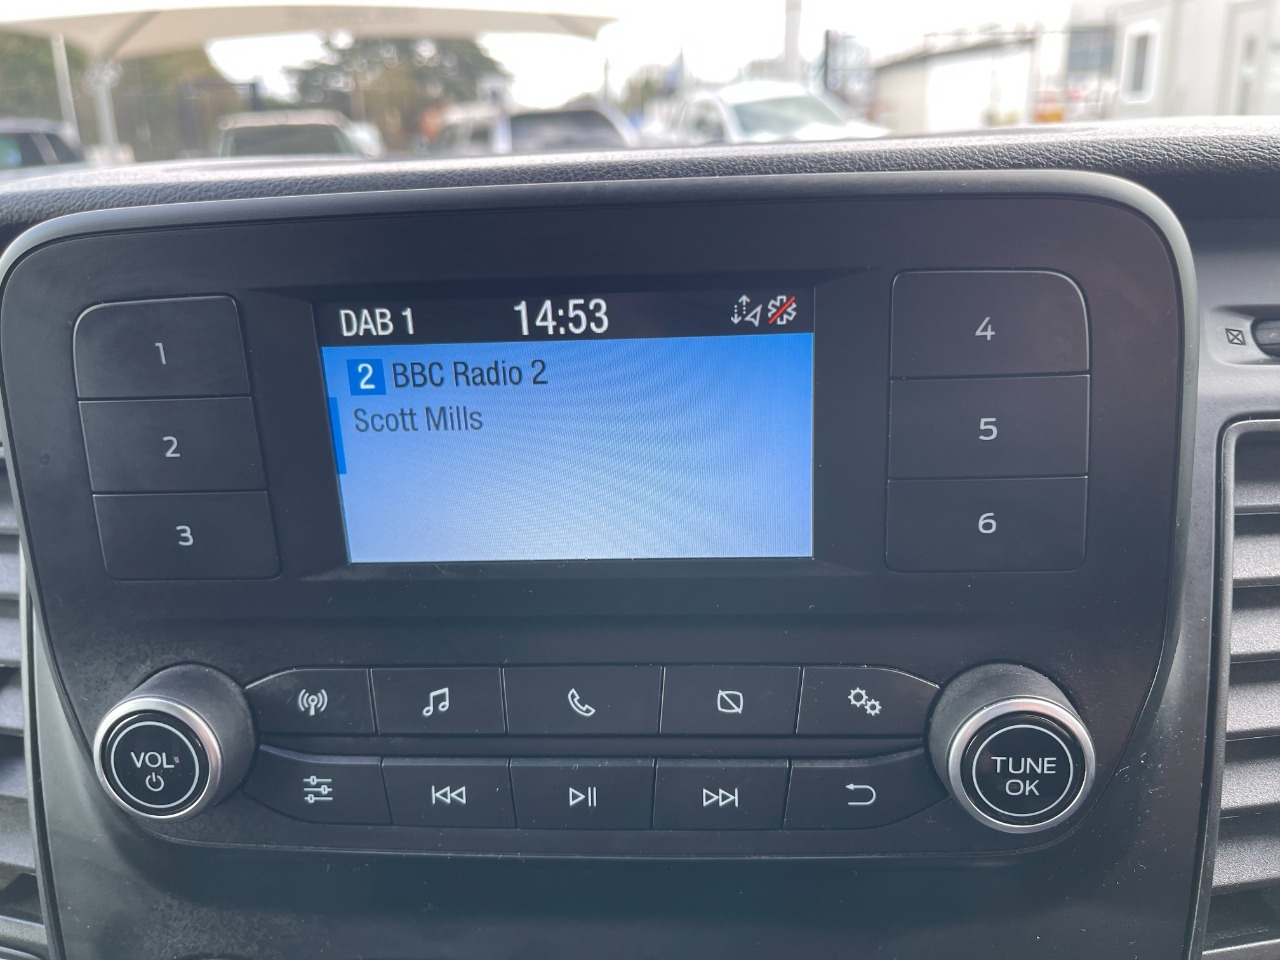 DAB 1 14:53
2 BBC Radio 2
Scott Mills
1
2
3
4
5
6
VOL
TUNE
OK